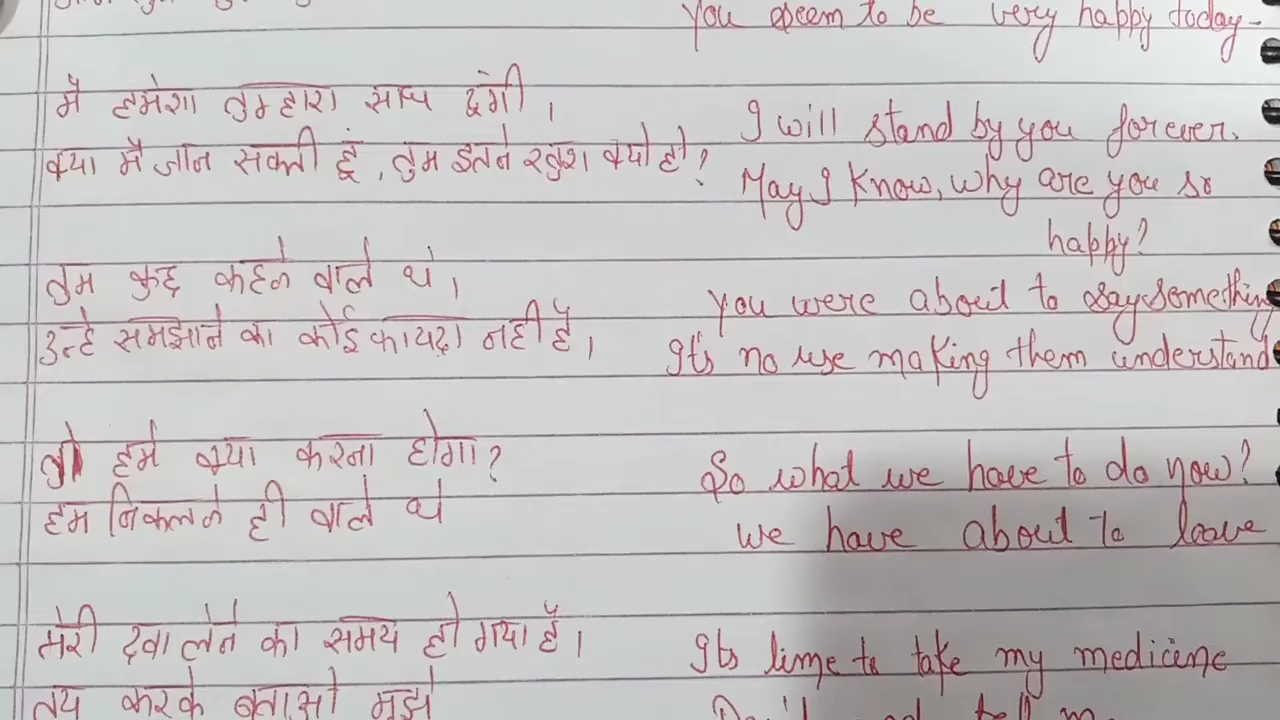 you seem to be very happy today-
मैं हमेशा तुम्हारा साथ दूंगी । I will stand by you forever.
क्या मैं जान सकती हूं , तुम इतने खुश क्यो हो ? May I know, why are you so
happy?
तुम कुछ कहने वाले थे । you were about to say something
उन्हे समझाने का कोई फायदा नहीं है । It's no use making them understand
तो हमे क्या करना होगा ? So what we have to do now?
हम निकलने ही वाले थे we have about to leave
मेरी दवा लेने का समय हो गया है । Its time to take my medicine
तय करके बताओ मुझे tell